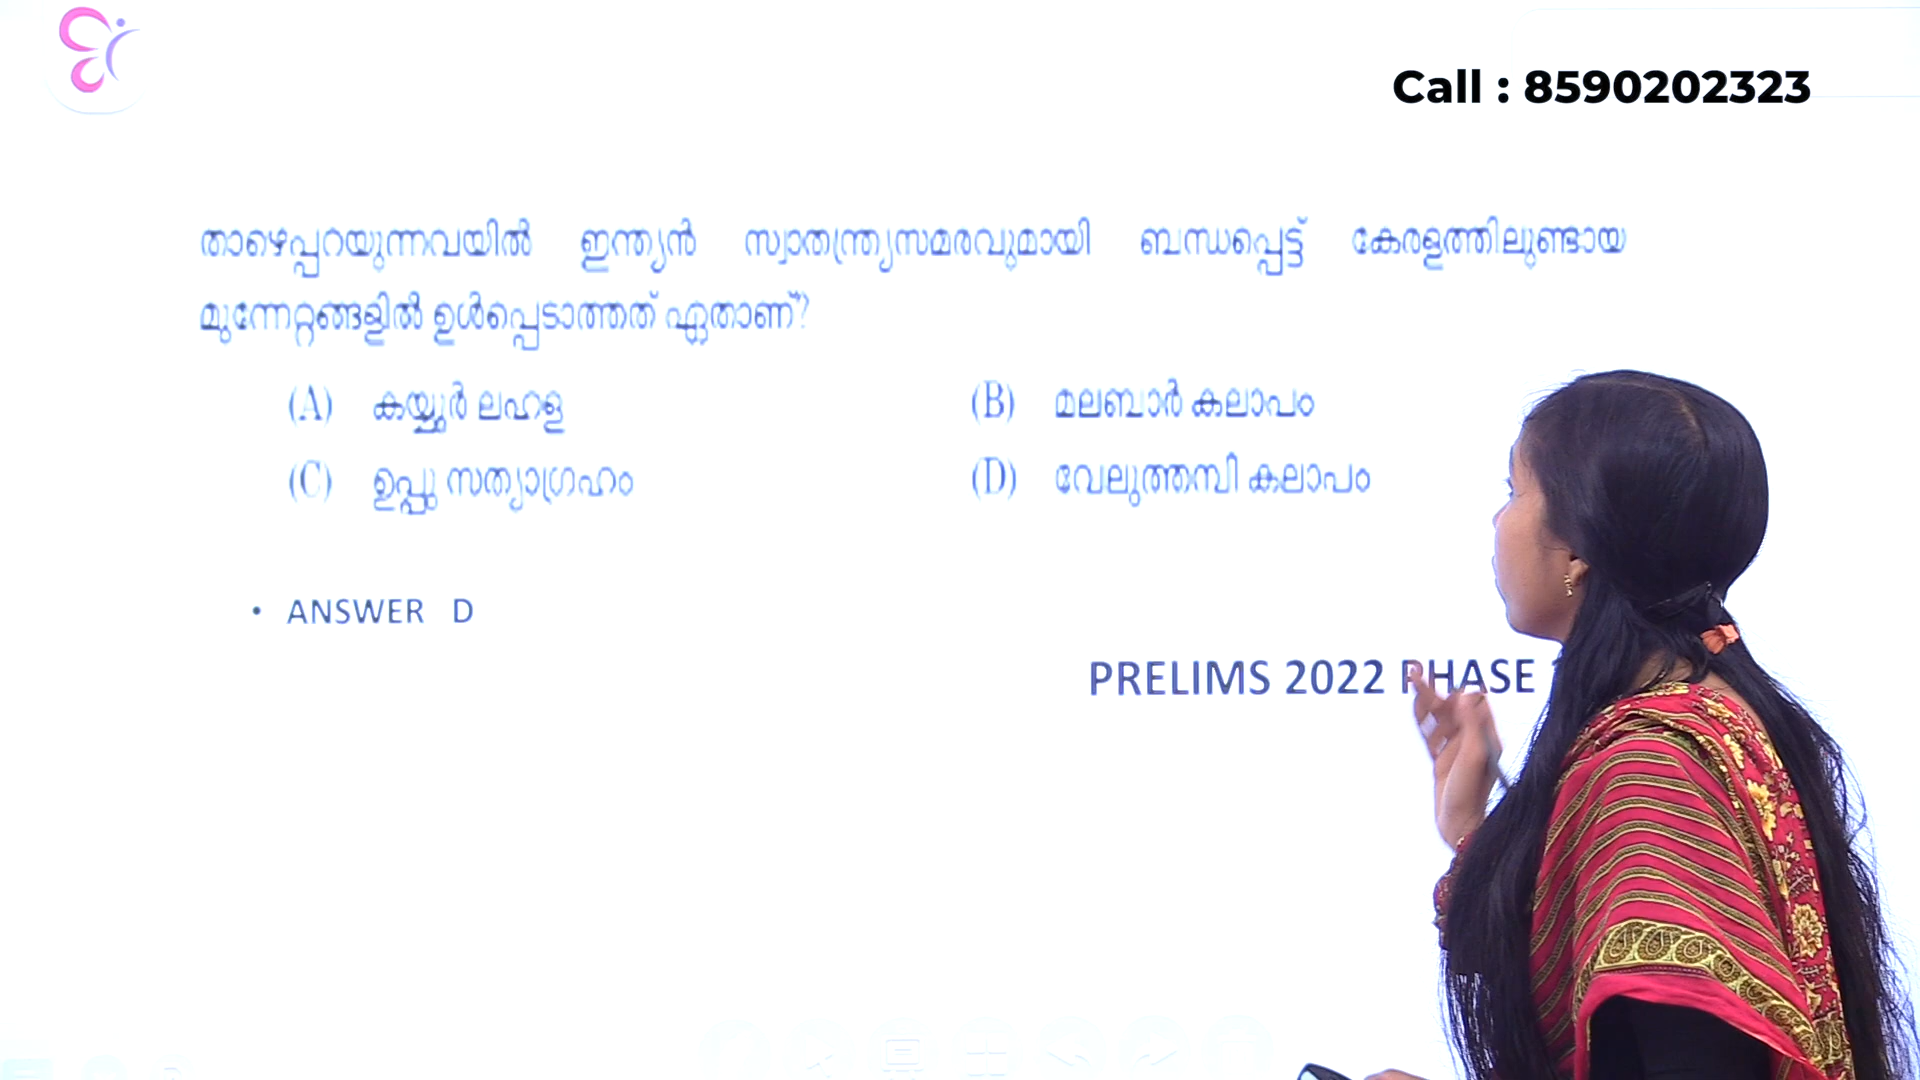 Call : 8590202323
താഴെപ്പറയുന്നവയിൽ ഇന്ത്യൻ സ്വാതന്ത്ര്യസമരവുമായി ബന്ധപ്പെട്ട് കേരളത്തിലുണ്ടായ
മുന്നേറ്റങ്ങളിൽ ഉൾപ്പെടാത്തത് ഏതാണ്?
(A) കയ്യൂർ ലഹള (B) മലബാർ കലാപം
(C) ഉപ്പു സത്യാഗ്രഹം (D) വേലുത്തമ്പി കലാപം
• ANSWER D
PRELIMS 2022 PHASE